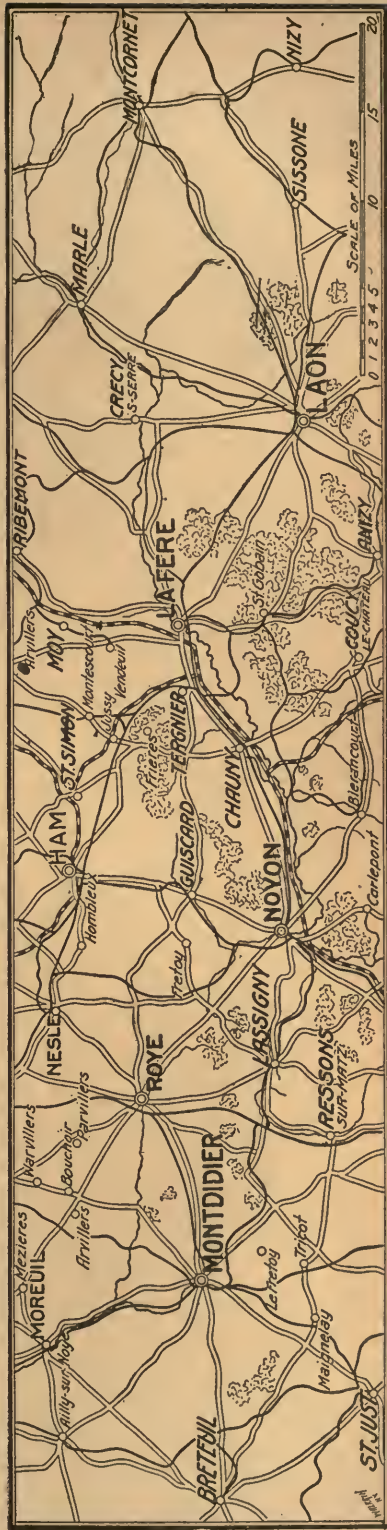 Mezieres
MOREUIL
Ailly-sur-Noye
Warvillers
Bouchoir
Parvillers
Arvillers
NESLE
ROYE
MONTDIDIER
BRETEUIL
Le Fretoy
Tricot
Maignelay
ST. JUST
HAM
Hombleux
ST. SIMON
Fretoy
GUISCARD
LASSIGNY
RESSONS
SUR-MATZ
NOYON
Carlepont
Artvillers
MOY
Montescourt
Jussy
Vendeuil
Frieres
TERGNIER
CHAUNY
Blerancourt
RIBEMONT
LA FERE
St. Gobain
COUCY
LE-CHATEAU
ANIZY
MARLE
CRECY
-S-SERRE
LAON
MONTCORNET
SISSONE
NIZY
SCALE OF MILES
0 1 2 3 4 5 10 15 20